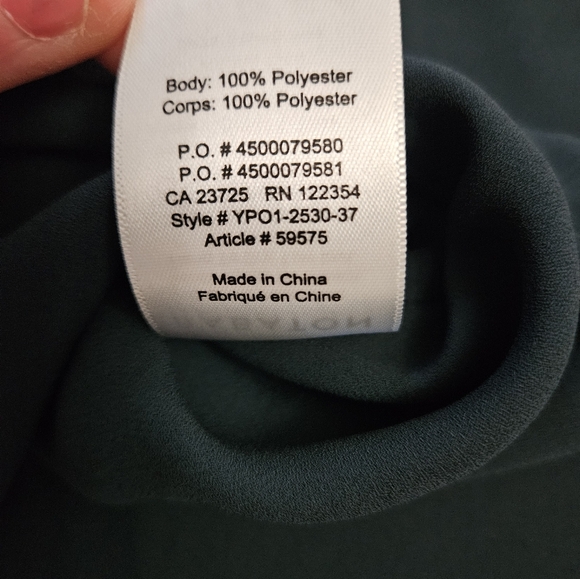 Body: 100% Polyester
Corps: 100% Polyester
P.O. # 4500079580
P.O. # 4500079581
CA 23725 RN 122354
Style # YPO1-2530-37
Article # 59575
Made in China
Fabriqué en Chine